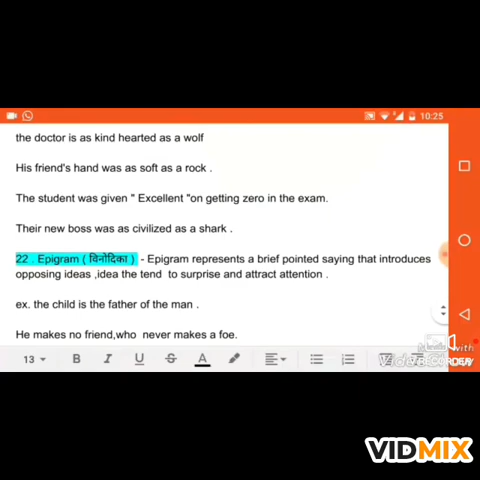 10:25
the doctor is as kind hearted as a wolf
His friend's hand was as soft as a rock .
The student was given " Excellent "on getting zero in the exam.
Their new boss was as civilized as a shark .
22 . Epigram ( विनोदिका ) - Epigram represents a brief pointed saying that introduces
opposing ideas ,idea the tend to surprise and attract attention .
ex. the child is the father of the man .
He makes no friend,who never makes a foe.
13 B I U S A
with
VIDMIX